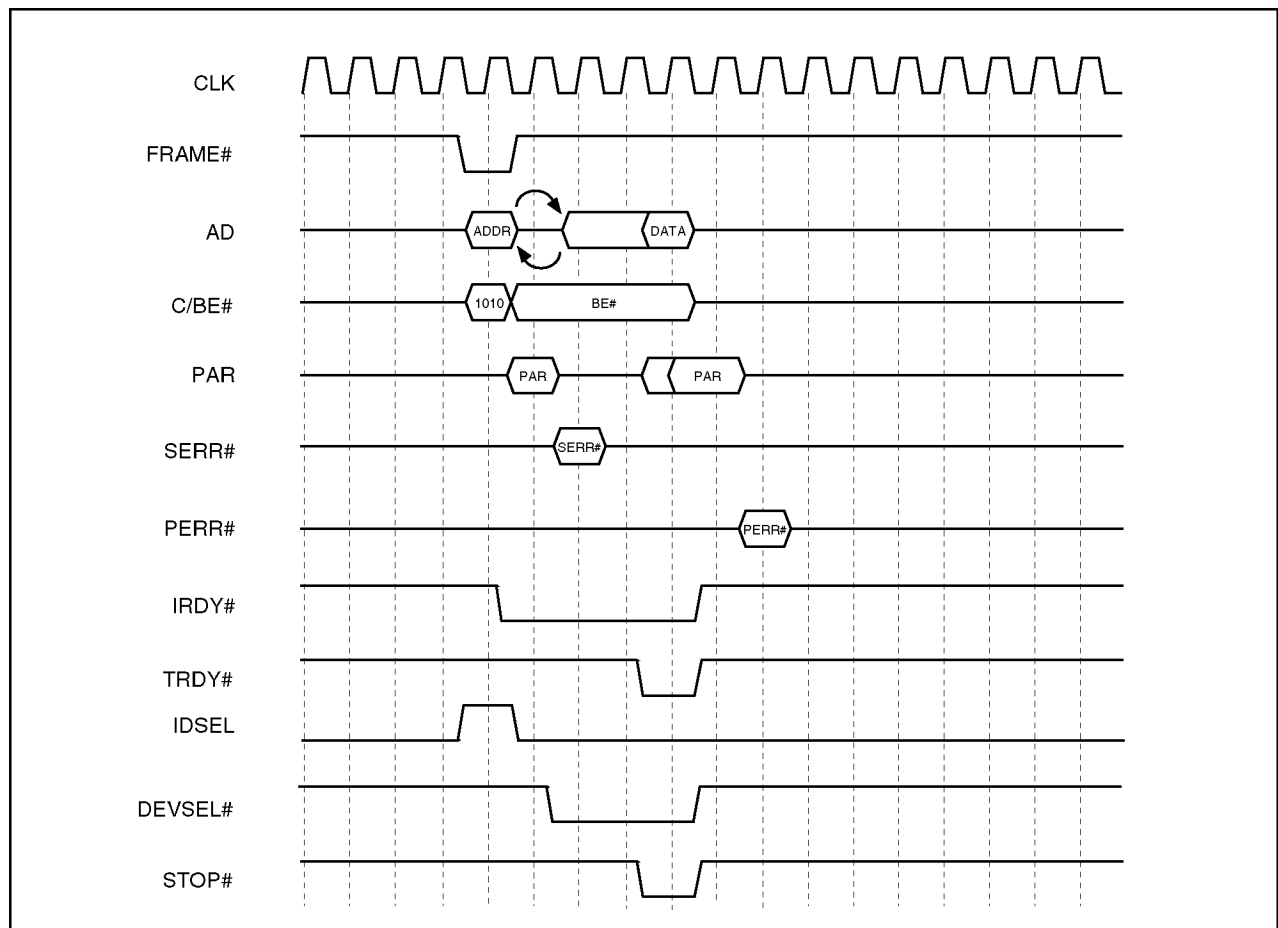 CLK
FRAME#
AD
ADDR
DATA
C/BE#
1010
BE#
PAR
PAR
PAR
SERR#
SERR#
PERR#
PERR#
IRDY#
TRDY#
IDSEL
DEVSEL#
STOP#